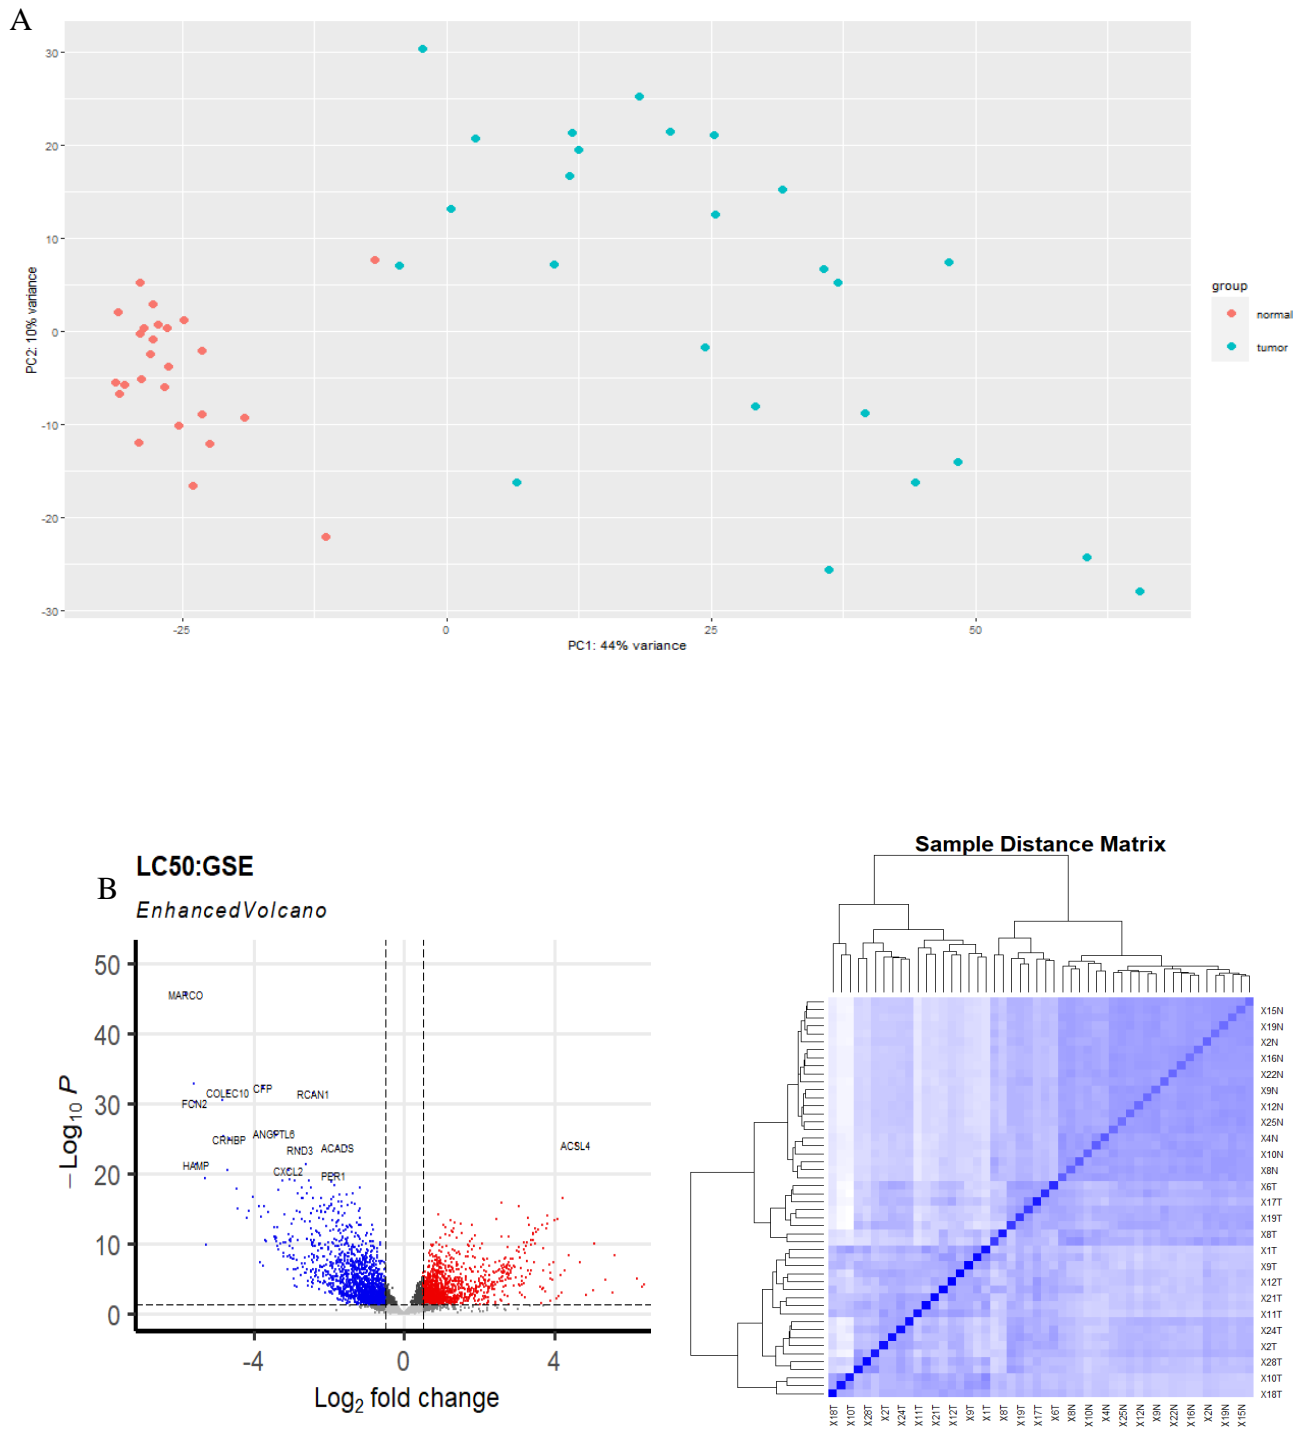 A
30
20
10
0
-10
-20
-30
PC2: 10% variance
-25
0
25
50
PC1: 44% variance
group
normal
tumor
LC50:GSE
B
EnhancedVolcano
50
40
30
20
10
0
−Log10 P
MARCO
COLEC10
CFP
RCAN1
FCN2
CRHBP
ANGPTL6
RND3
ACADS
ACSL4
HAMP
CXCL2
-4
0
4
Log2 fold change
Sample Distance Matrix
X15N
X19N
X2N
X16N
X22N
X9N
X12N
X25N
X4N
X10N
X8N
X6T
X17T
X19T
X8T
X1T
X9T
X12T
X21T
X11T
X24T
X2T
X28T
X10T
X18T
X18T
X10T
X28T
X2T
X24T
X11T
X21T
X12T
X9T
X1T
X8T
X19T
X17T
X6T
X8N
X10N
X4N
X25N
X12N
X9N
X22N
X16N
X2N
X19N
X15N